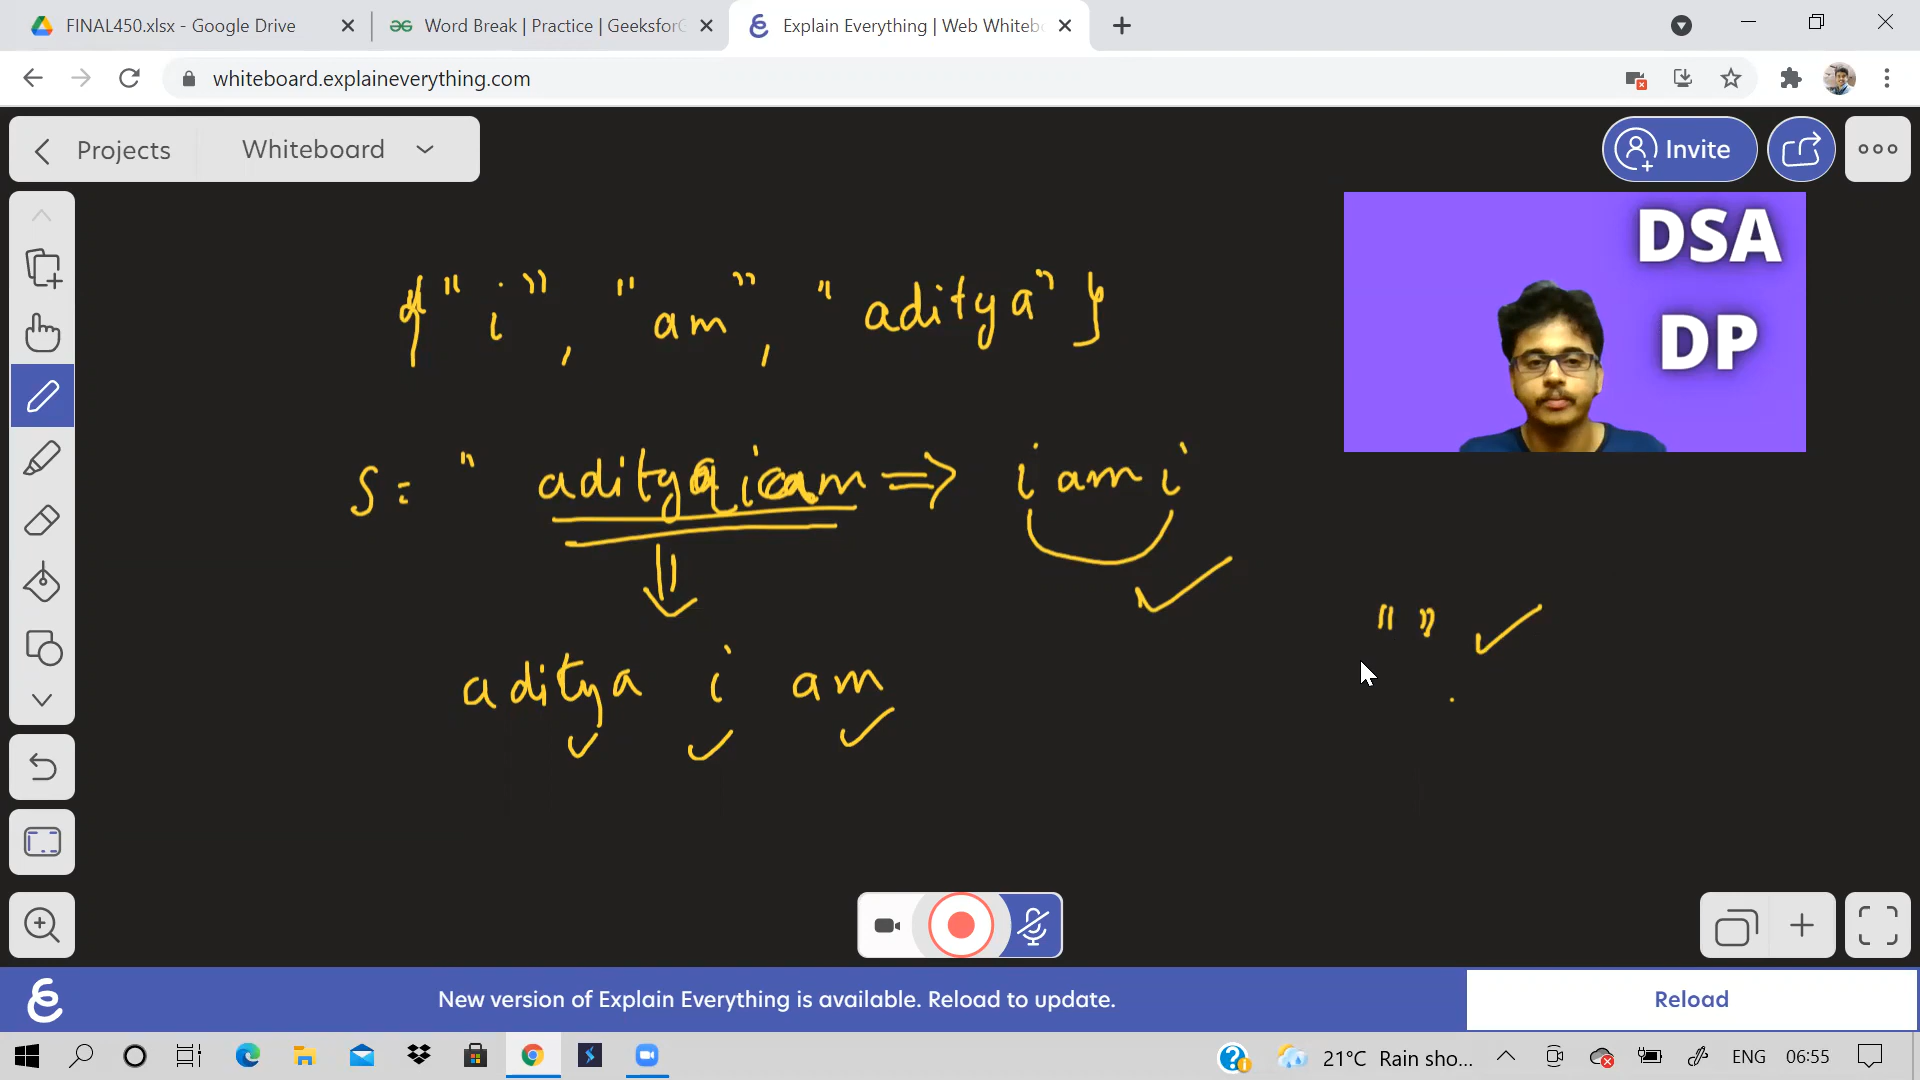 FINAL450.xlsx - Google Drive
Word Break | Practice | Geeksfor
Explain Everything | Web Whiteb
whiteboard.explaineverything.com
Projects
Whiteboard
Invite
DSA
DP
{ " i ", " am ", " aditya" }
S = " adityaiam => i am i
" "
aditya i am
New version of Explain Everything is available. Reload to update.
Reload
21°C Rain sho...
ENG
06:55